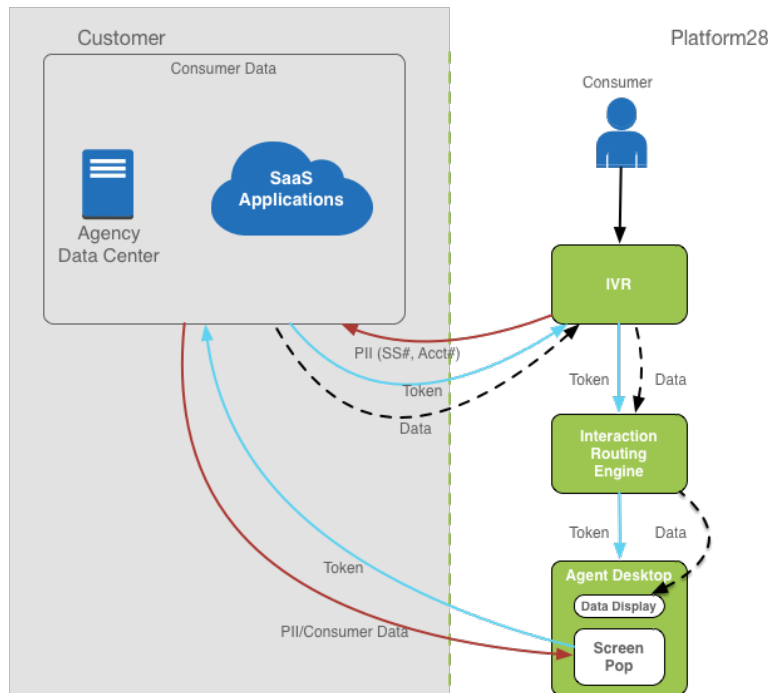 Customer
Platform28
Consumer Data
Consumer
SaaS
Applications
Agency
Data Center
IVR
PII (SS#, Acct#)
Token
Data
Token
Data
Interaction
Routing
Engine
Token
Data
Agent Desktop
Data Display
Screen
Pop
Token
PII/Consumer Data